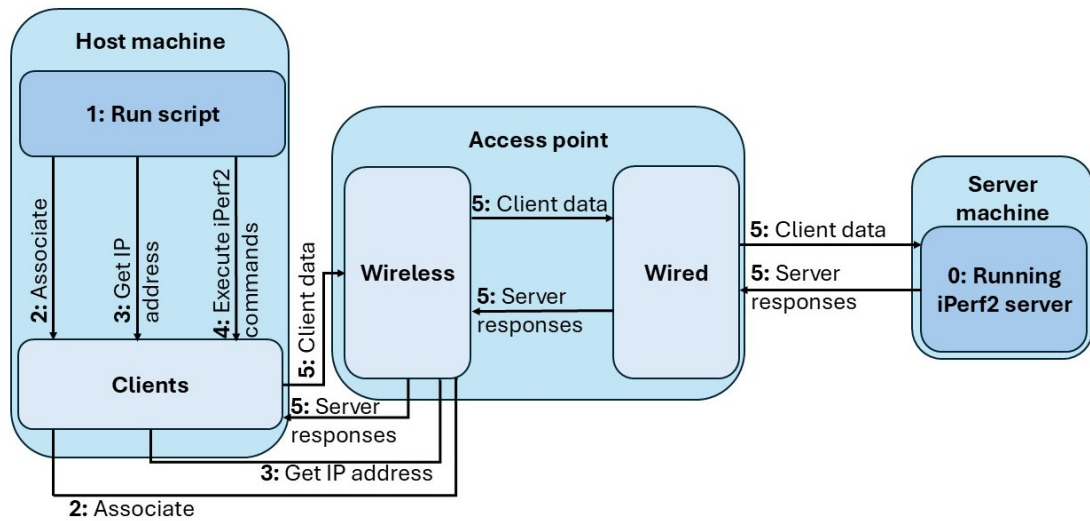 Host machine
1: Run script
2: Associate
3: Get IP
address
4: Execute iPerf2
commands
Clients
5: Client data
Access point
Wireless
5: Client data
5: Server
responses
Wired
5: Client data
5: Server
responses
Server
machine
0: Running
iPerf2 server
5: Server
responses
3: Get IP address
2: Associate